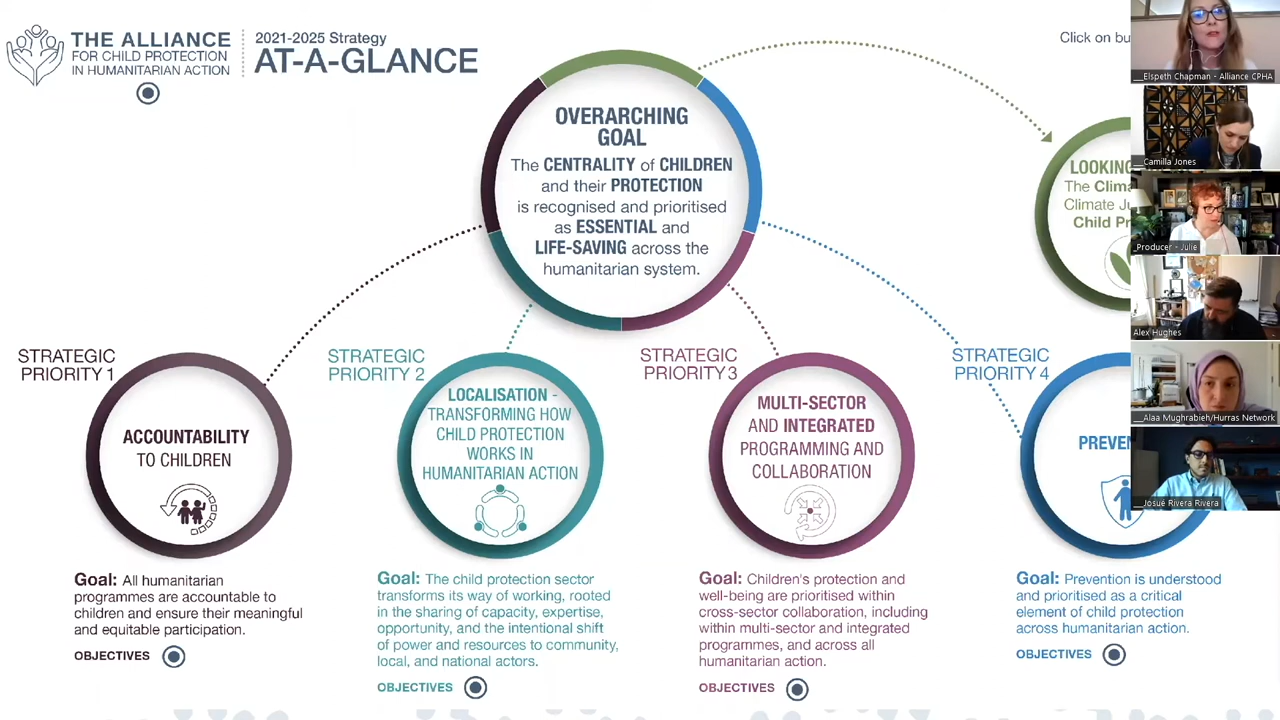 THE ALLIANCE
FOR CHILD PROTECTION
IN HUMANITARIAN ACTION
2021-2025 Strategy
AT-A-GLANCE
Click on bu
OVERARCHING
GOAL
The CENTRALITY of CHILDREN
and their PROTECTION
is recognised and prioritised
as ESSENTIAL and
LIFE-SAVING across the
humanitarian system.
LOOKING
The Clima
Climate Ju
Child Pr
STRATEGIC
PRIORITY 1
ACCOUNTABILITY
TO CHILDREN
Goal: All humanitarian
programmes are accountable to
children and ensure their meaningful
and equitable participation.
OBJECTIVES
STRATEGIC
PRIORITY 2
LOCALISATION -
TRANSFORMING HOW
CHILD PROTECTION
WORKS IN
HUMANITARIAN ACTION
Goal: The child protection sector
transforms its way of working, rooted
in the sharing of capacity, expertise,
opportunity, and the intentional shift
of power and resources to community,
local, and national actors.
OBJECTIVES
STRATEGIC
PRIORITY 3
MULTI-SECTOR
AND INTEGRATED
PROGRAMMING AND
COLLABORATION
Goal: Children's protection and
well-being are prioritised within
cross-sector collaboration, including
within multi-sector and integrated
programmes, and across all
humanitarian action.
OBJECTIVES
STRATEGIC
PRIORITY 4
PREVEN
Goal: Prevention is understood
and prioritised as a critical
element of child protection
across humanitarian action.
OBJECTIVES
__Elspeth Chapman - Alliance CPHA
__Camilla Jones
_Producer - Julie
Alex Hughes
__Alaa Mughrabieh/Hurras Network
__Josué Rivera Rivera